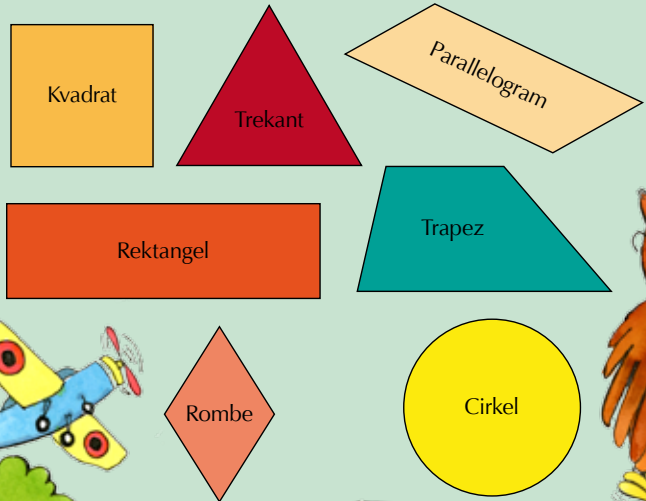 Kvadrat
Trekant
Parallelogram
Rektangel
Trapez
Rombe
Cirkel